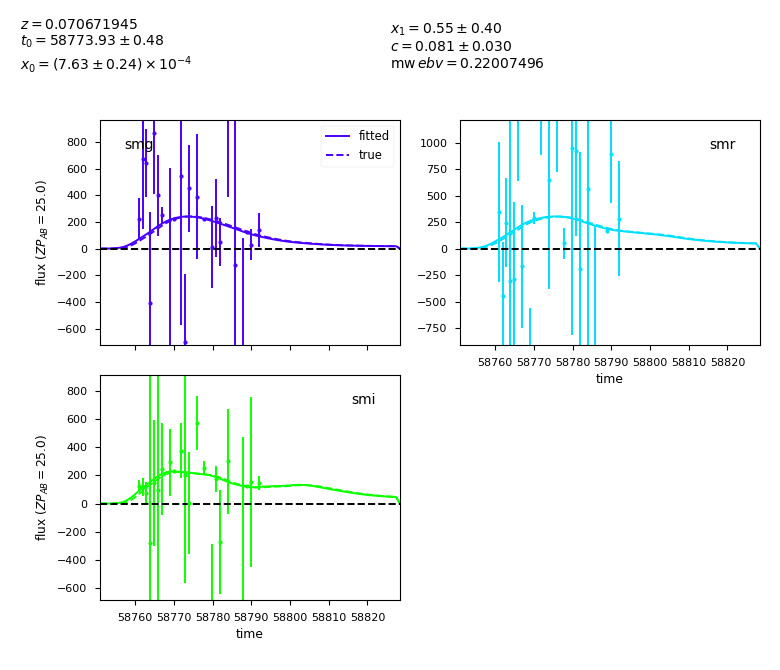 z = 0.070671945
t₀ = 58773.93 ± 0.48
x₀ = (7.63 ± 0.24) × 10⁻⁴
x₁ = 0.55 ± 0.40
c = 0.081 ± 0.030
mwebv = 0.22007496
smg
fitted
true
800
600
400
200
0
−200
−400
−600
flux (ZP_AB = 25.0)
smr
1000
750
500
250
0
−250
−500
−750
58760 58770 58780 58790 58800 58810 58820
time
smi
800
600
400
200
0
−200
−400
−600
flux (ZP_AB = 25.0)
58760 58770 58780 58790 58800 58810 58820
time